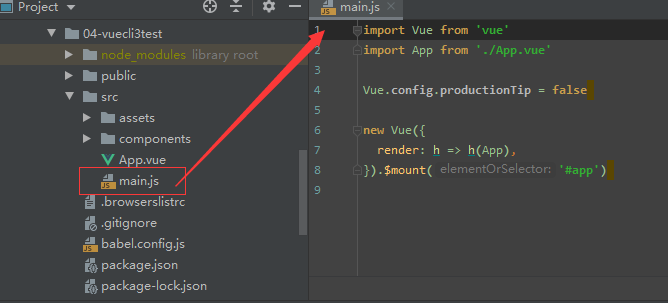 Project
04-vuecli3test
node_modules library root
public
src
assets
components
App.vue
main.js
.browserslistrc
.gitignore
babel.config.js
package.json
package-lock.json
main.js
1 import Vue from 'vue'
2 import App from './App.vue'
3
4 Vue.config.productionTip = false
5
6 new Vue({
7 render: h => h(App),
8 }).$mount( elementOrSelector: '#app')
9